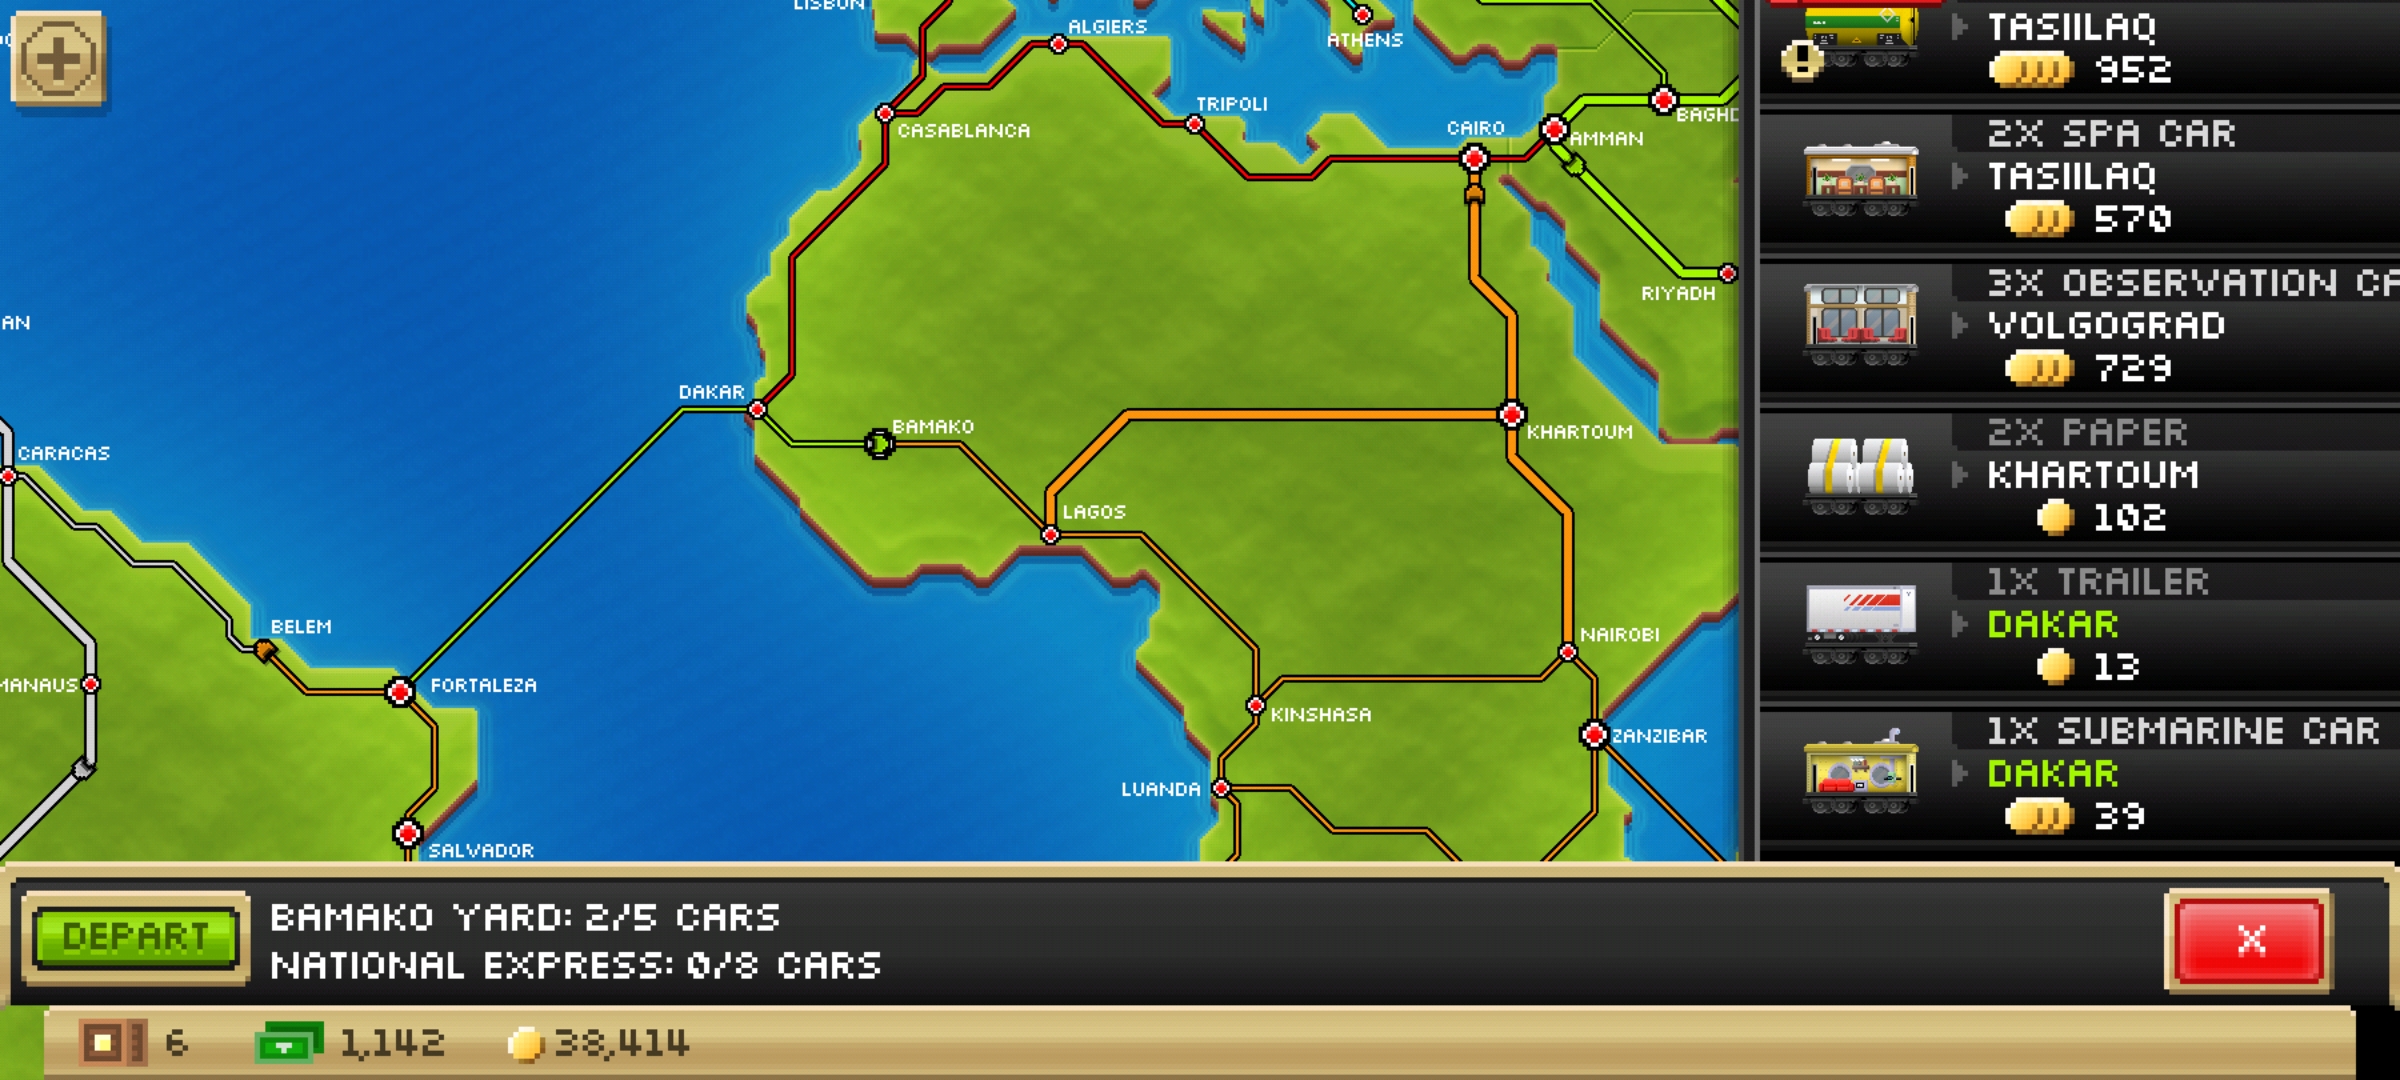 LISBON
ALGIERS
ATHENS
TRIPOLI
CASABLANCA
CAIRO
AMMAN
BAGHD
RIYADH
AN
DAKAR
BAMAKO
CARACAS
KHARTOUM
LAGOS
BELEM
NAIROBI
MANAUS
FORTALEZA
KINSHASA
ZANZIBAR
LUANDA
SALVADOR
TASIILAQ
952
2X SPA CAR
TASIILAQ
570
3X OBSERVATION CA
VOLGOGRAD
729
2X PAPER
KHARTOUM
102
1X TRAILER
DAKAR
13
1X SUBMARINE CAR
DAKAR
39
DEPART
BAMAKO YARD: 2/5 CARS
NATIONAL EXPRESS: 0/8 CARS
X
6
1,142
38,414